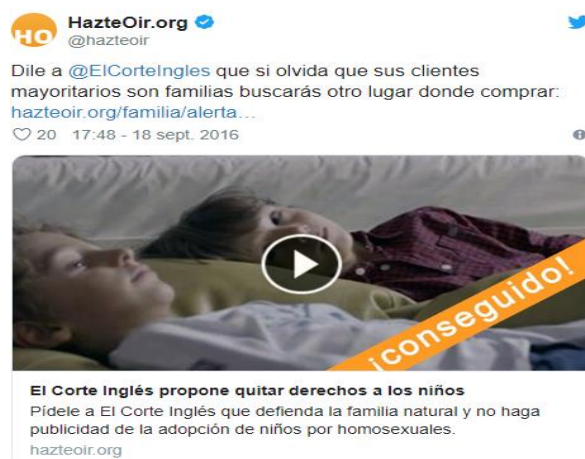 HO
HazteOir.org
@hazteoir
Dile a @ElCorteIngles que si olvida que sus clientes
mayoritarios son familias buscarás otro lugar donde comprar:
hazteoir.org/familia/alerta…
20 17:48 - 18 sept. 2016
¡conseguido!
El Corte Inglés propone quitar derechos a los niños
Pídele a El Corte Inglés que defienda la familia natural y no haga
publicidad de la adopción de niños por homosexuales.
hazteoir.org